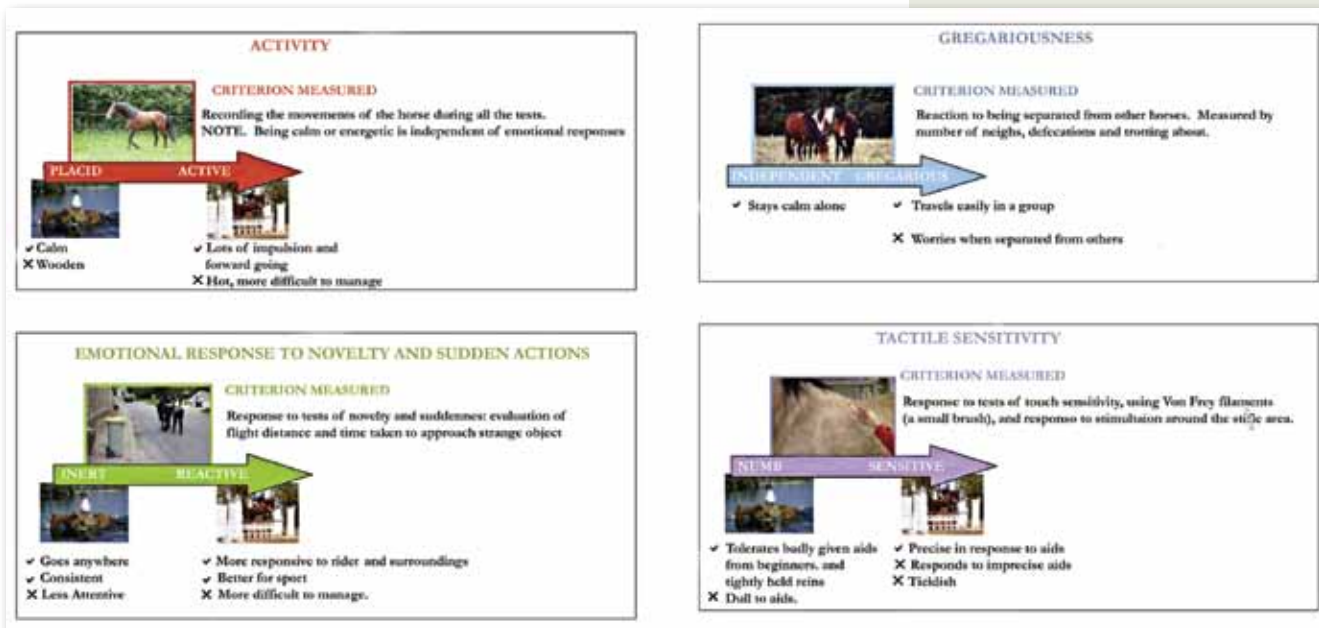 ACTIVITY
CRITERION MEASURED
Recording the movements of the horse during all the tests.
NOTE. Being calm or energetic is independent of emotional responses
PLACID ACTIVE
✓ Calm
✕ Wooden
✓ Lots of impulsion and
forward going
✕ Hot, more difficult to manage
GREGARIOUSNESS
CRITERION MEASURED
Reaction to being separated from other horses. Measured by
number of neighs, defecations and trotting about.
INDEPENDENT GREGARIOUS
✓ Stays calm alone
✓ Travels easily in a group
✕ Worries when separated from others
EMOTIONAL RESPONSE TO NOVELTY AND SUDDEN ACTIONS
CRITERION MEASURED
Response to tests of novelty and suddennes: evaluation of
flight distance and time taken to approach strange object
INERT REACTIVE
✓ Goes anywhere
✓ Consistent
✕ Less Attentive
✓ More responsive to rider and surroundings
✓ Better for sport
✕ More difficult to manage.
TACTILE SENSITIVITY
CRITERION MEASURED
Response to tests of touch sensitivity, using Von Frey filaments
(a small brush), and responso to stimultaion around the area.
NUMB SENSITIVE
✓ Tolerates badly given aids
from beginners. and
tightly held reins
✕ Dull to aids.
✓ Precise in response to aids
✕ Responds to imprecise aids
✕ Ticklish